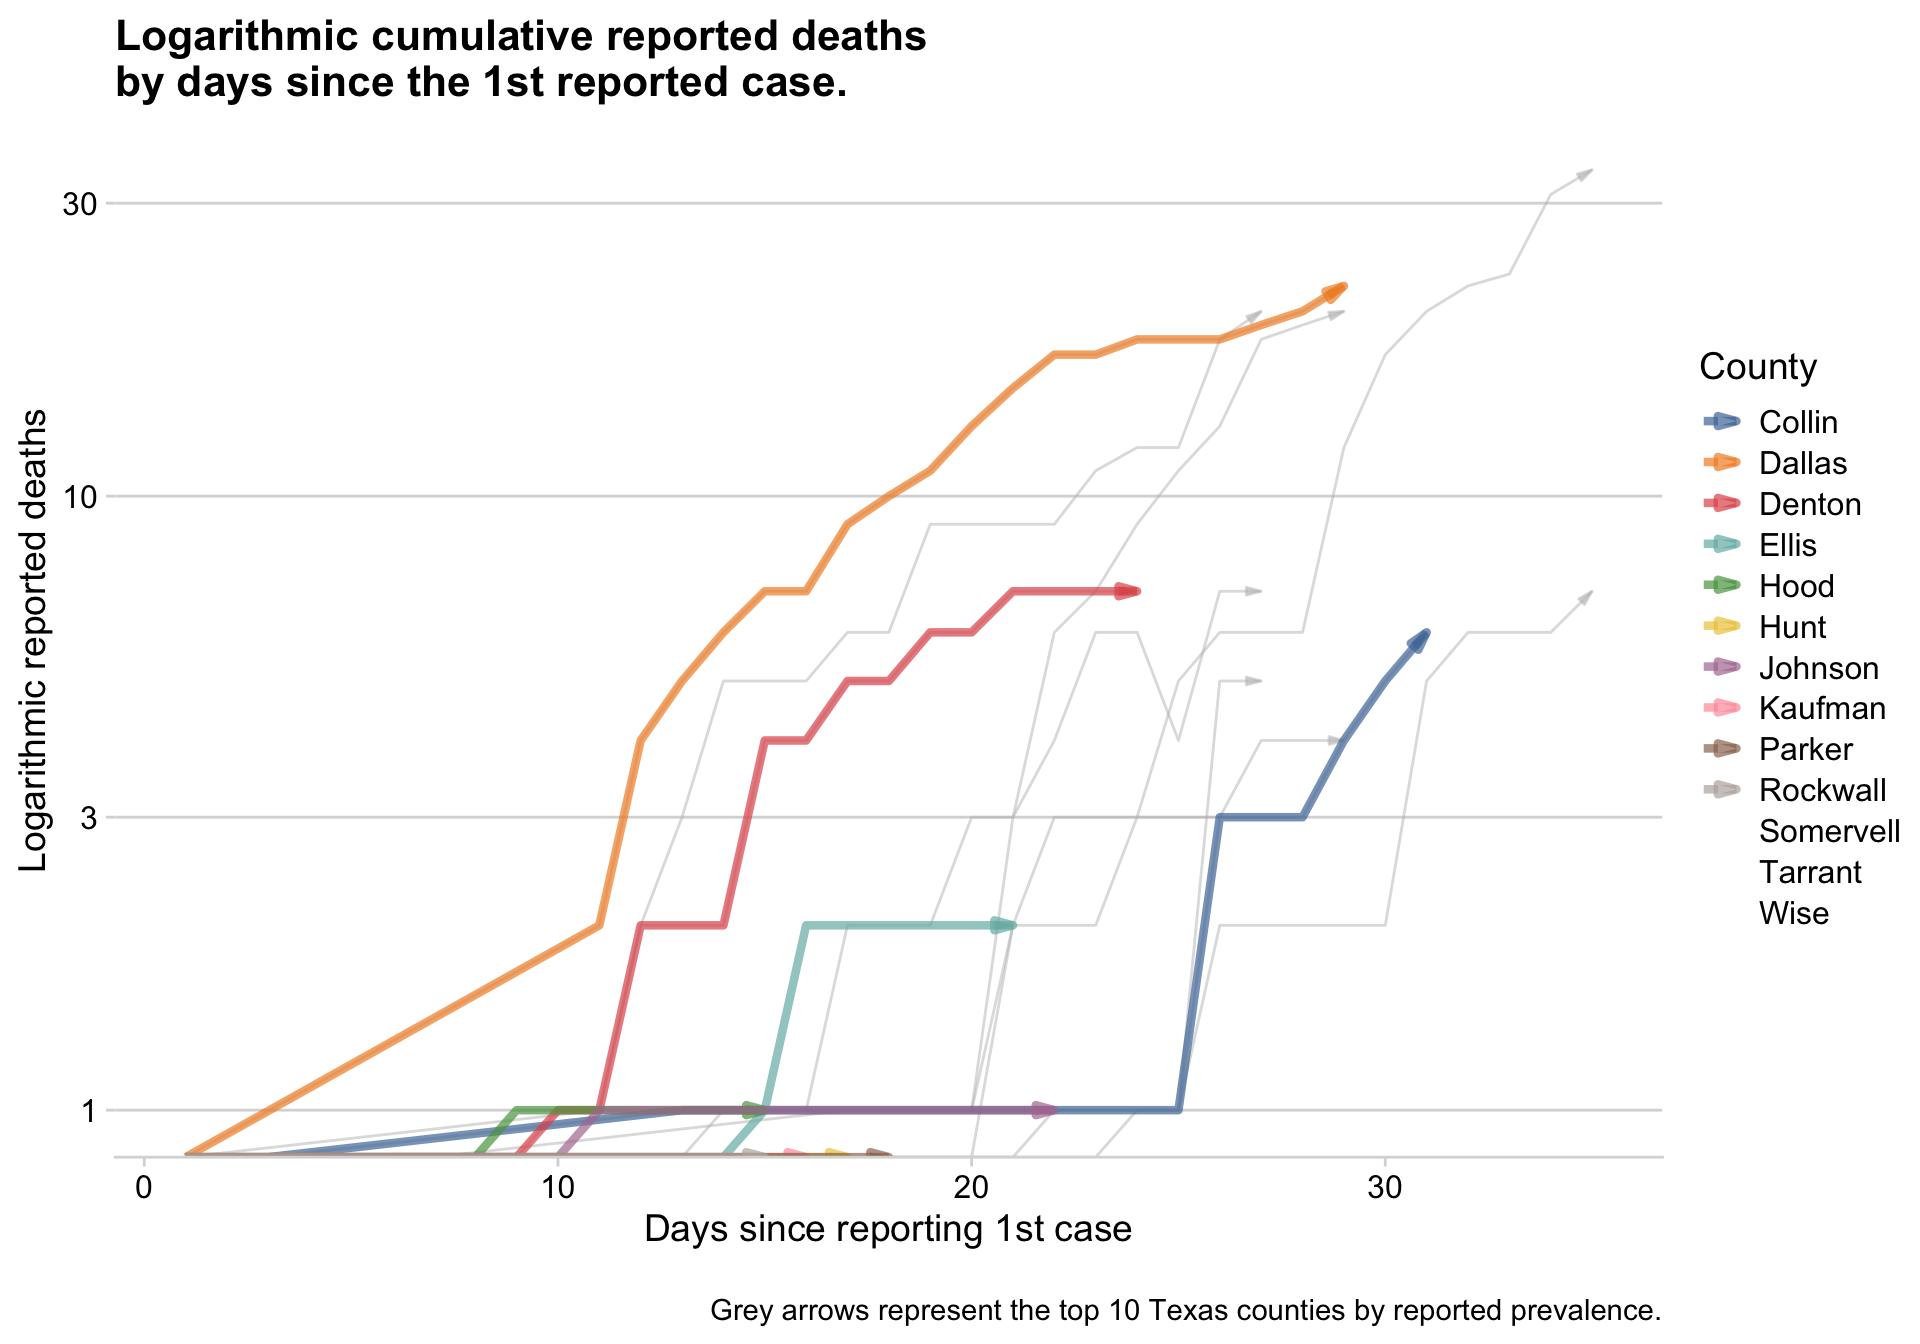 Logarithmic cumulative reported deaths
by days since the 1st reported case.
30
10
3
1
Logarithmic reported deaths
0
10
20
30
Days since reporting 1st case
County
Collin
Dallas
Denton
Ellis
Hood
Hunt
Johnson
Kaufman
Parker
Rockwall
Somervell
Tarrant
Wise
Grey arrows represent the top 10 Texas counties by reported prevalence.